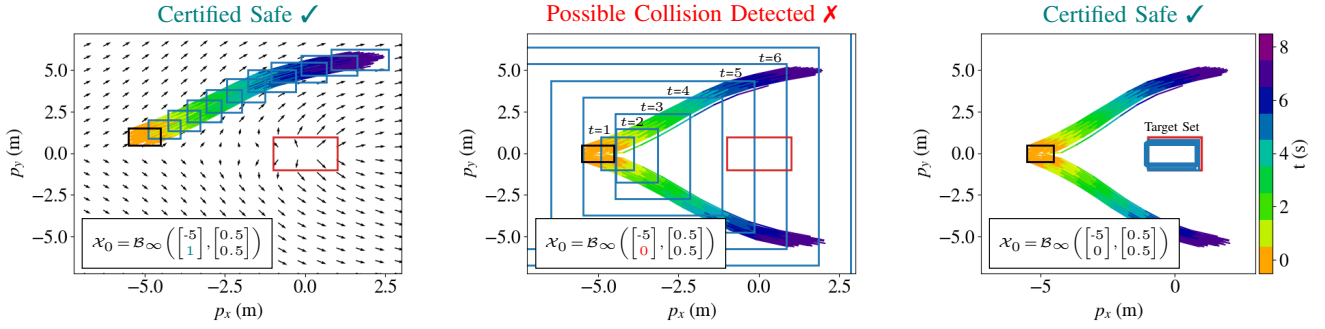 Certified Safe ✓
5.0
2.5
0.0
−2.5
−5.0
p_y (m)
𝒳_0 = ℬ_∞ ([-5 1], [0.5 0.5])
−5.0
−2.5
0.0
2.5
p_x (m)
Possible Collision Detected ✗
t=6
t=5
t=4
t=3
t=2
t=1
5.0
2.5
0.0
−2.5
−5.0
p_y (m)
𝒳_0 = ℬ_∞ ([-5 0], [0.5 0.5])
−5.0
−2.5
0.0
2.5
p_x (m)
Certified Safe ✓
Target Set
5.0
2.5
0.0
−2.5
−5.0
p_y (m)
𝒳_0 = ℬ_∞ ([-5 0], [0.5 0.5])
−5
0
p_x (m)
8
6
4
2
0
t (s)